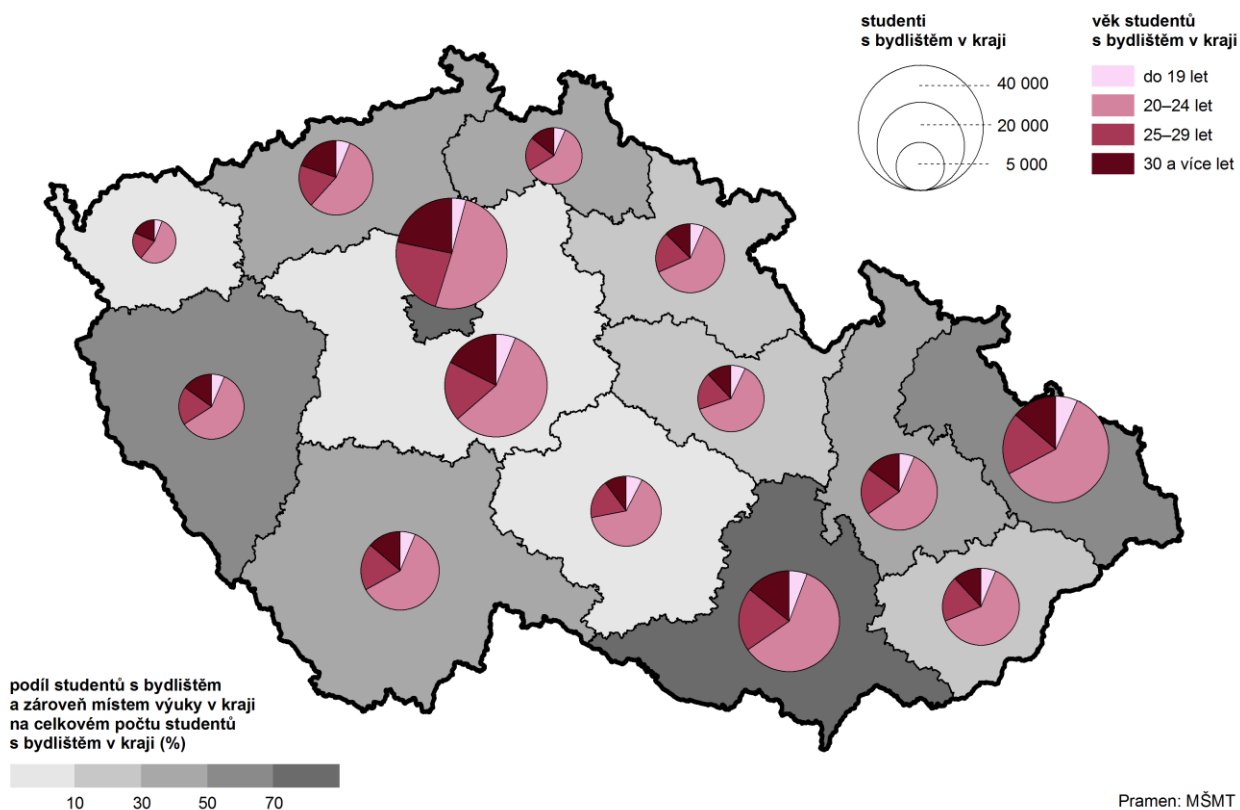 studenti
s bydlištěm v kraji
40 000
20 000
5 000
věk studentů
s bydlištěm v kraji
do 19 let
20–24 let
25–29 let
30 a více let
podíl studentů s bydlištěm
a zároveň místem výuky v kraji
na celkovém počtu studentů
s bydlištěm v kraji (%)
10 30 50 70
Pramen: MŠMT